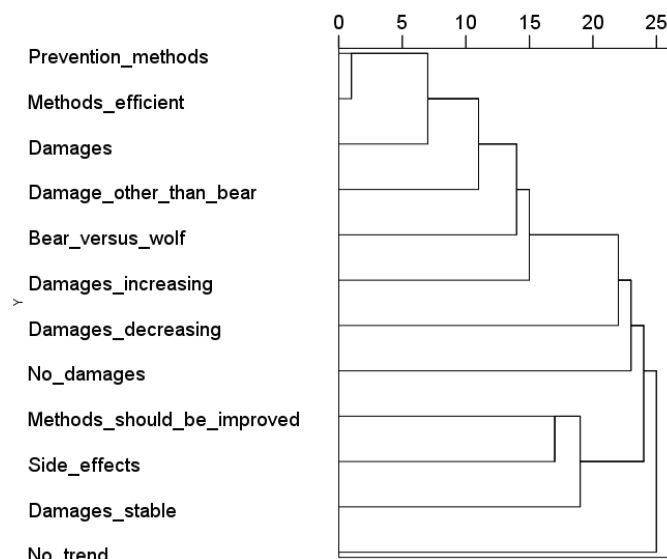 0 5 10 15 20 25
Prevention_methods
Methods_efficient
Damages
Damage_other_than_bear
Bear_versus_wolf
Damages_increasing
Y
Damages_decreasing
No_damages
Methods_should_be_improved
Side_effects
Damages_stable
No_trend